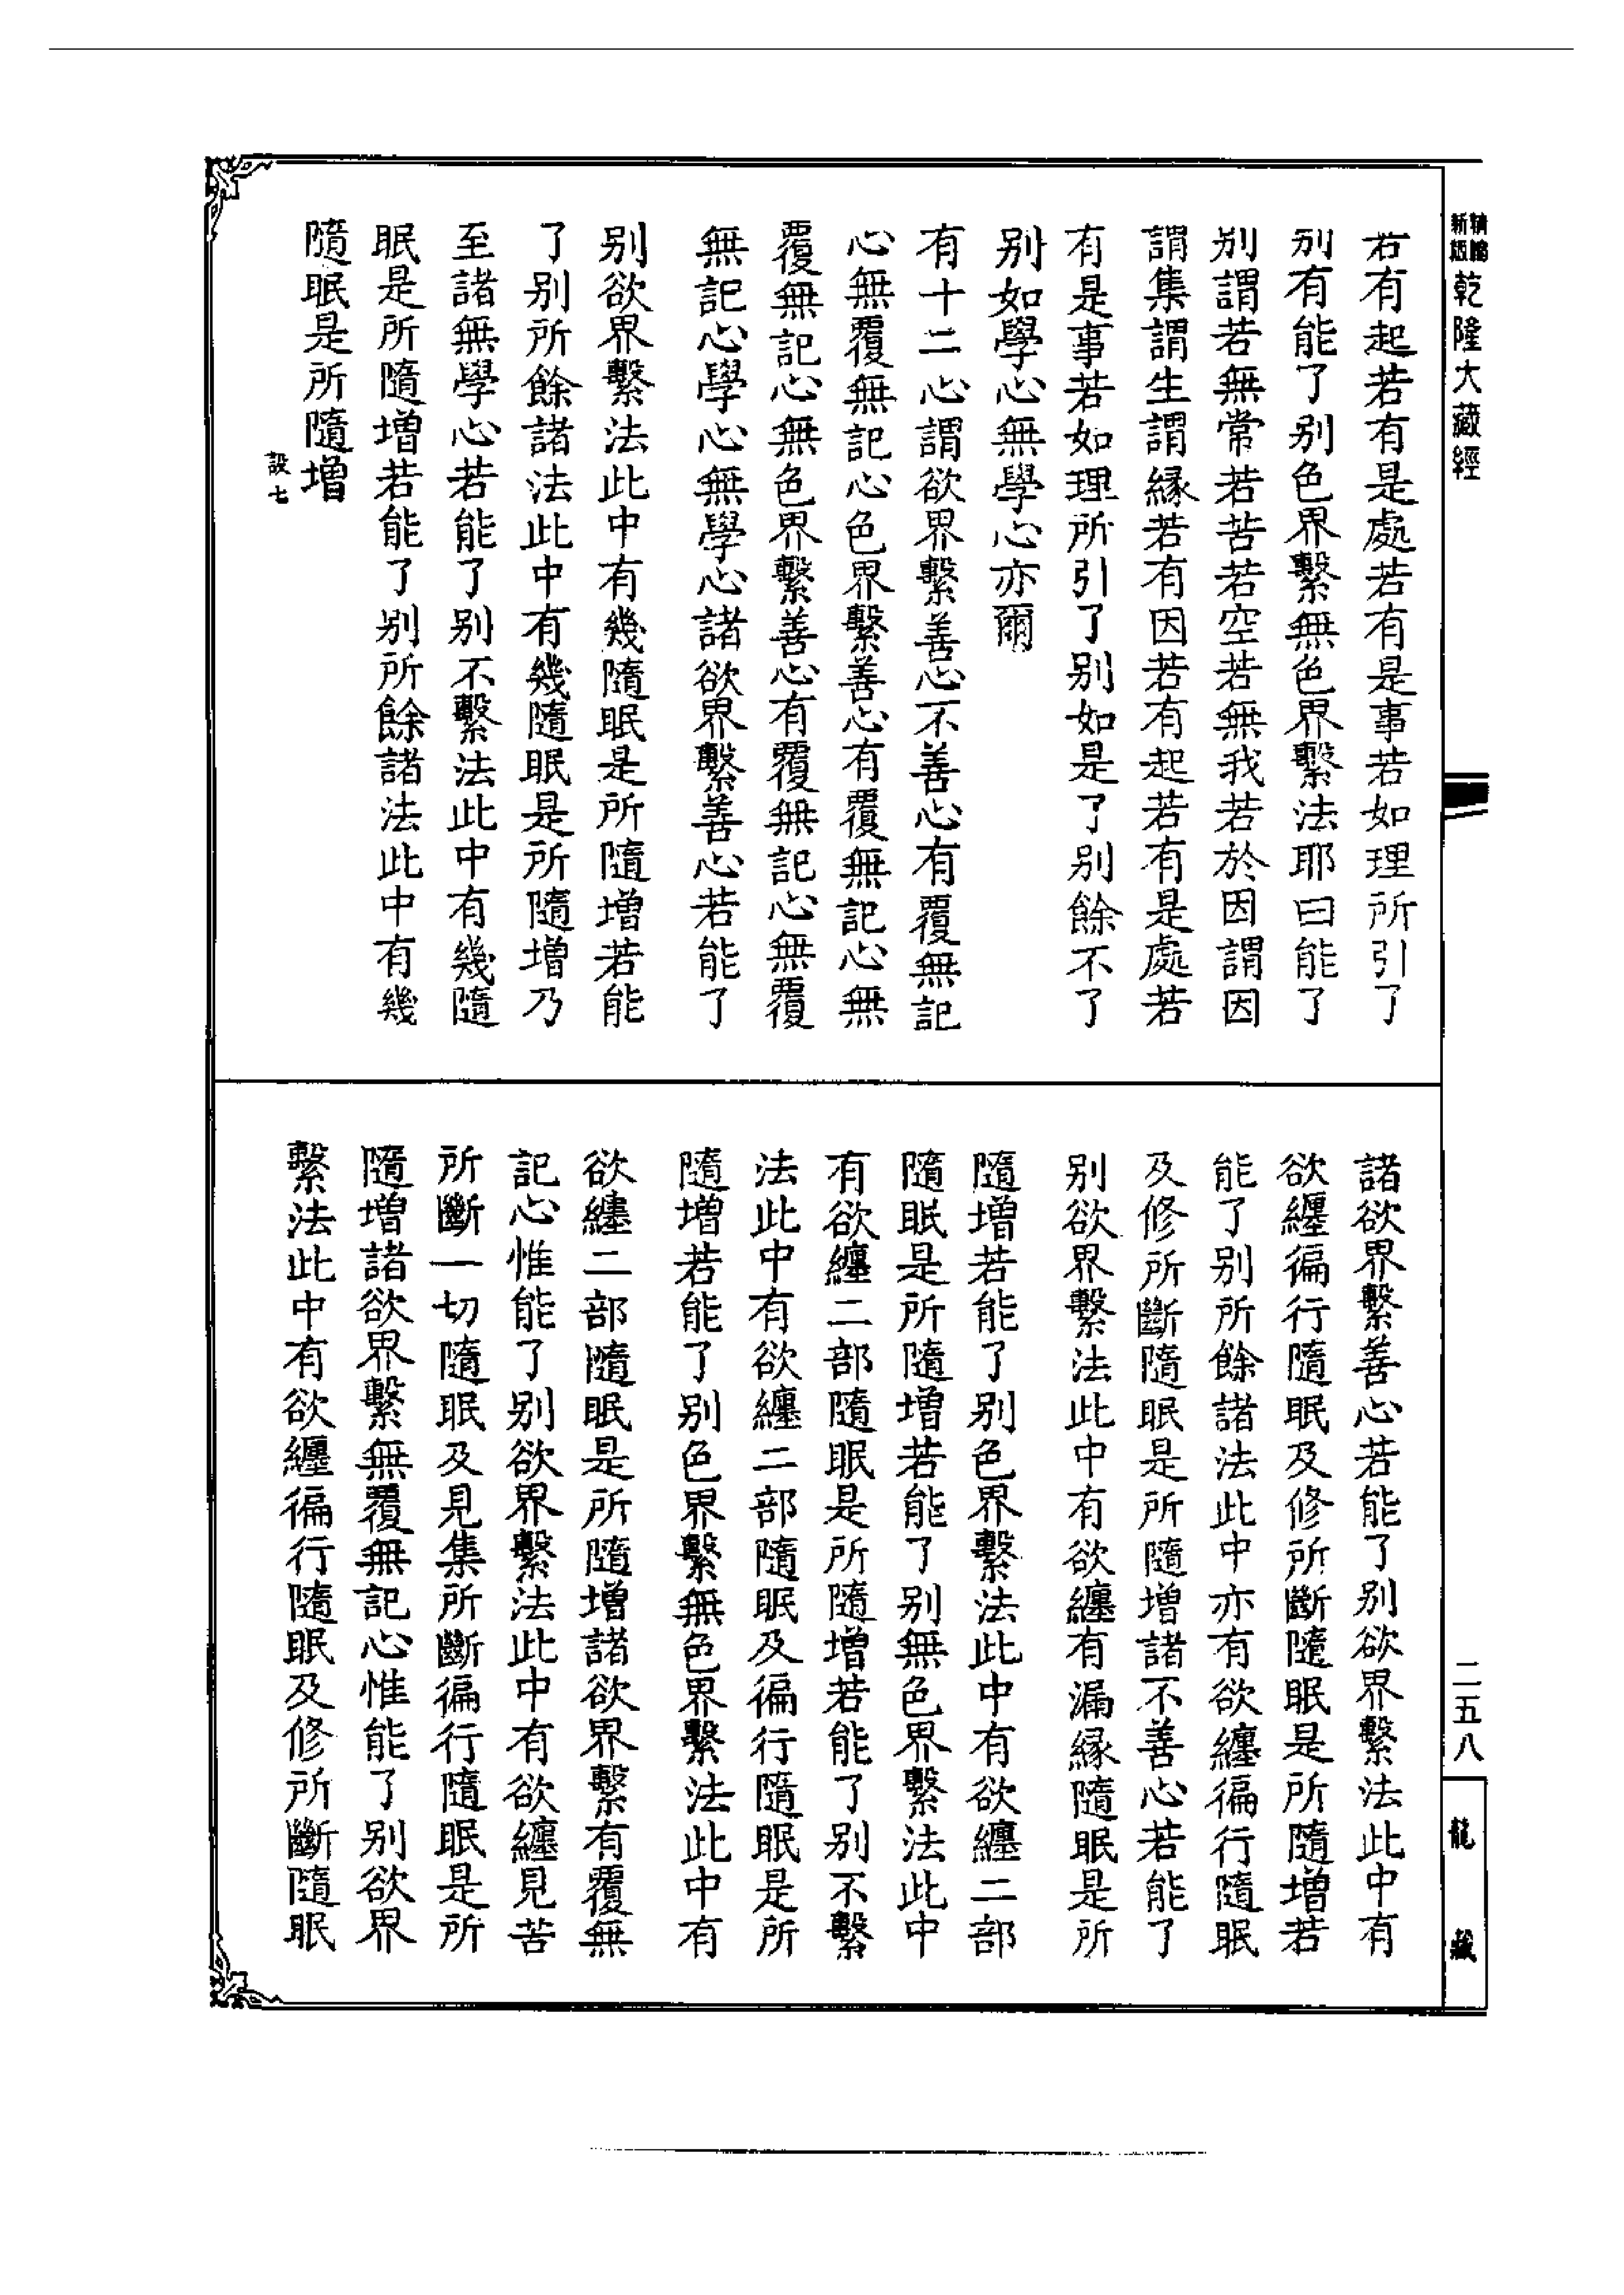 精縮
新版
乾隆大藏經
若有起若有是處若有是事若如理所引了
別有能了別色界繫無色界繫法耶曰能了
別謂若無常若苦若空若無我若於因謂因
謂集謂生謂緣若有因若有起若有是處若
有是事若如理所引了別如是了別餘不了
別如學心無學心亦爾
有十二心謂欲界繫善心不善心有覆無記
心無覆無記心色界繫善心有覆無記心無
覆無記心無色界繫善心有覆無記心無覆
無記心學心無學心諸欲界繫善心若能了
別欲界繫法此中有幾隨眠是所隨增若能
了別所餘諸法此中有幾隨眠是所隨增乃
至諸無學心若能了別不繫法此中有幾隨
眠是所隨增若能了別所餘諸法此中有幾
隨眠是所隨增
設七
諸欲界繫善心若能了別欲界繫法此中有
欲纏徧行隨眠及修所斷隨眠是所隨增若
能了別所餘諸法此中亦有欲纏徧行隨眠
及修所斷隨眠是所隨增諸不善心若能了
別欲界繫法此中有欲纏有漏緣隨眠是所
隨增若能了別色界繫法此中有欲纏二部
隨眠是所隨增若能了別無色界繫法此中
有欲纏二部隨眠是所隨增若能了別不繫
法此中有欲纏二部隨眠及徧行隨眠是所
隨增若能了別色界繫無色界繫法此中有
欲纏二部隨眠是所隨增諸欲界繫有覆無
記心惟能了別欲界繫法此中有欲纏見苦
所斷一切隨眠及見集所斷徧行隨眠是所
隨增諸欲界繫無覆無記心惟能了別欲界
繫法此中有欲纏徧行隨眠及修所斷隨眠
二五八
龍藏